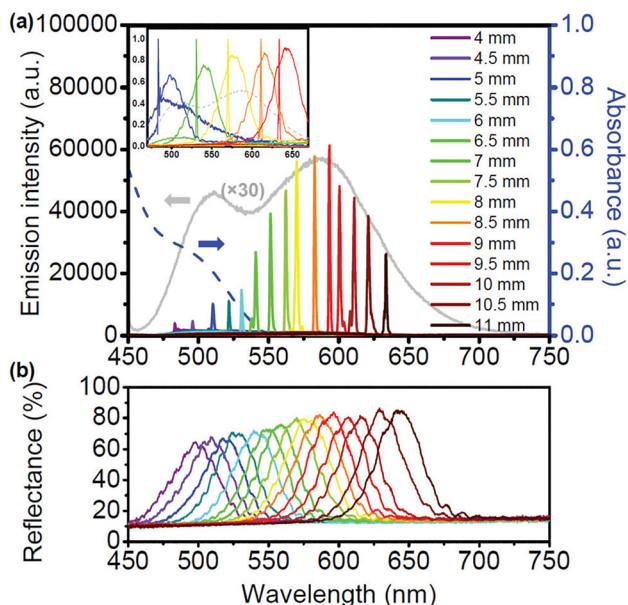 (a)
100000
80000
60000
40000
20000
0
Emission intensity (a.u.)
1.0
0.8
0.6
0.4
0.2
0.0
500 550 600 650
(×30)
4 mm
4.5 mm
5 mm
5.5 mm
6 mm
6.5 mm
7 mm
7.5 mm
8 mm
8.5 mm
9 mm
9.5 mm
10 mm
10.5 mm
11 mm
1.0
0.8
0.6
0.4
0.2
0.0
Absorbance (a.u.)
450 500 550 600 650 700 750
(b)
100
80
60
40
20
0
Reflectance (%)
450 500 550 600 650 700 750
Wavelength (nm)